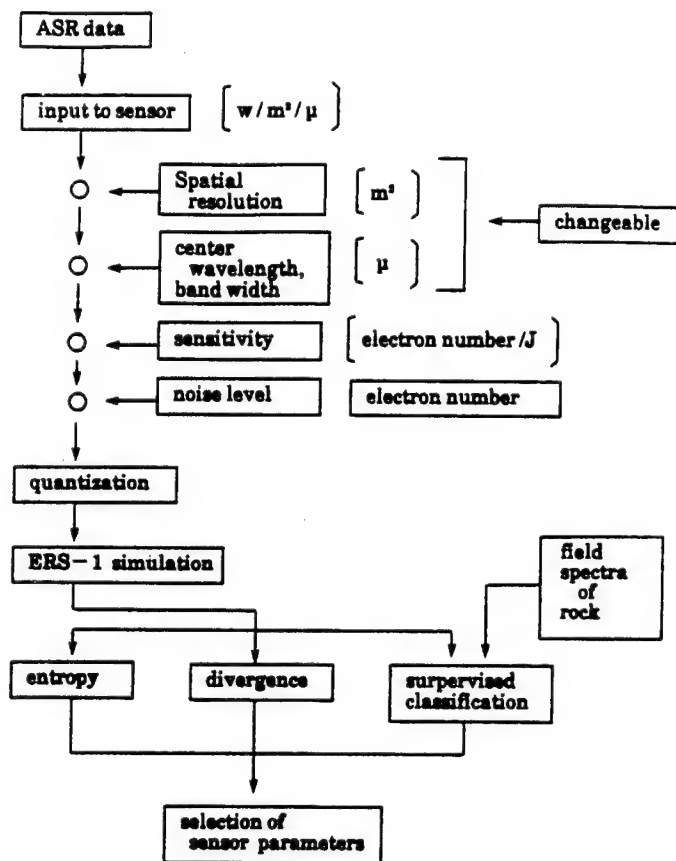 ASR data
input to sensor [w/m²/μ]
Spatial [m²]
resolution
changeable
center
wavelength, [μ]
band width
sensitivity [electron number/J]
noise level electron number
quantization
ERS-1 simulation
field
spectra
of
rock
entropy divergence surpervised
classification
selection of
sensor parameters